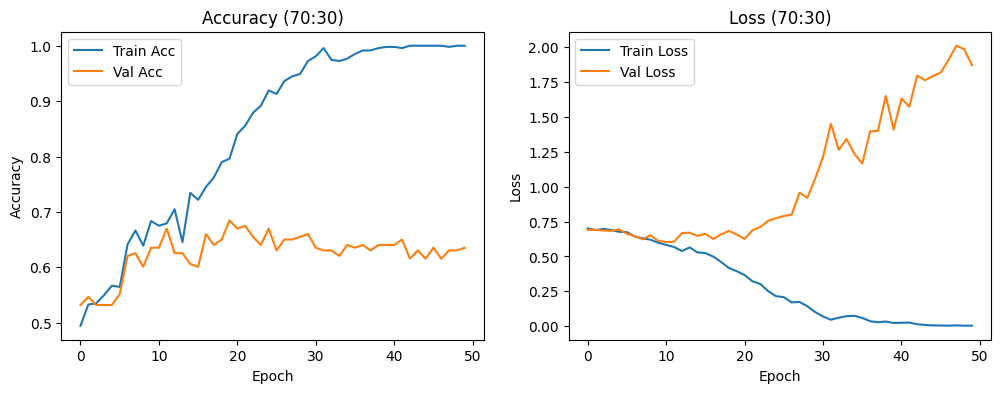 Accuracy (70:30)
Train Acc
Val Acc
1.0
0.9
0.8
0.7
0.6
0.5
Accuracy
0
10
20
30
40
50
Epoch
Loss (70:30)
Train Loss
Val Loss
2.00
1.75
1.50
1.25
1.00
0.75
0.50
0.25
0.00
Loss
0
10
20
30
40
50
Epoch